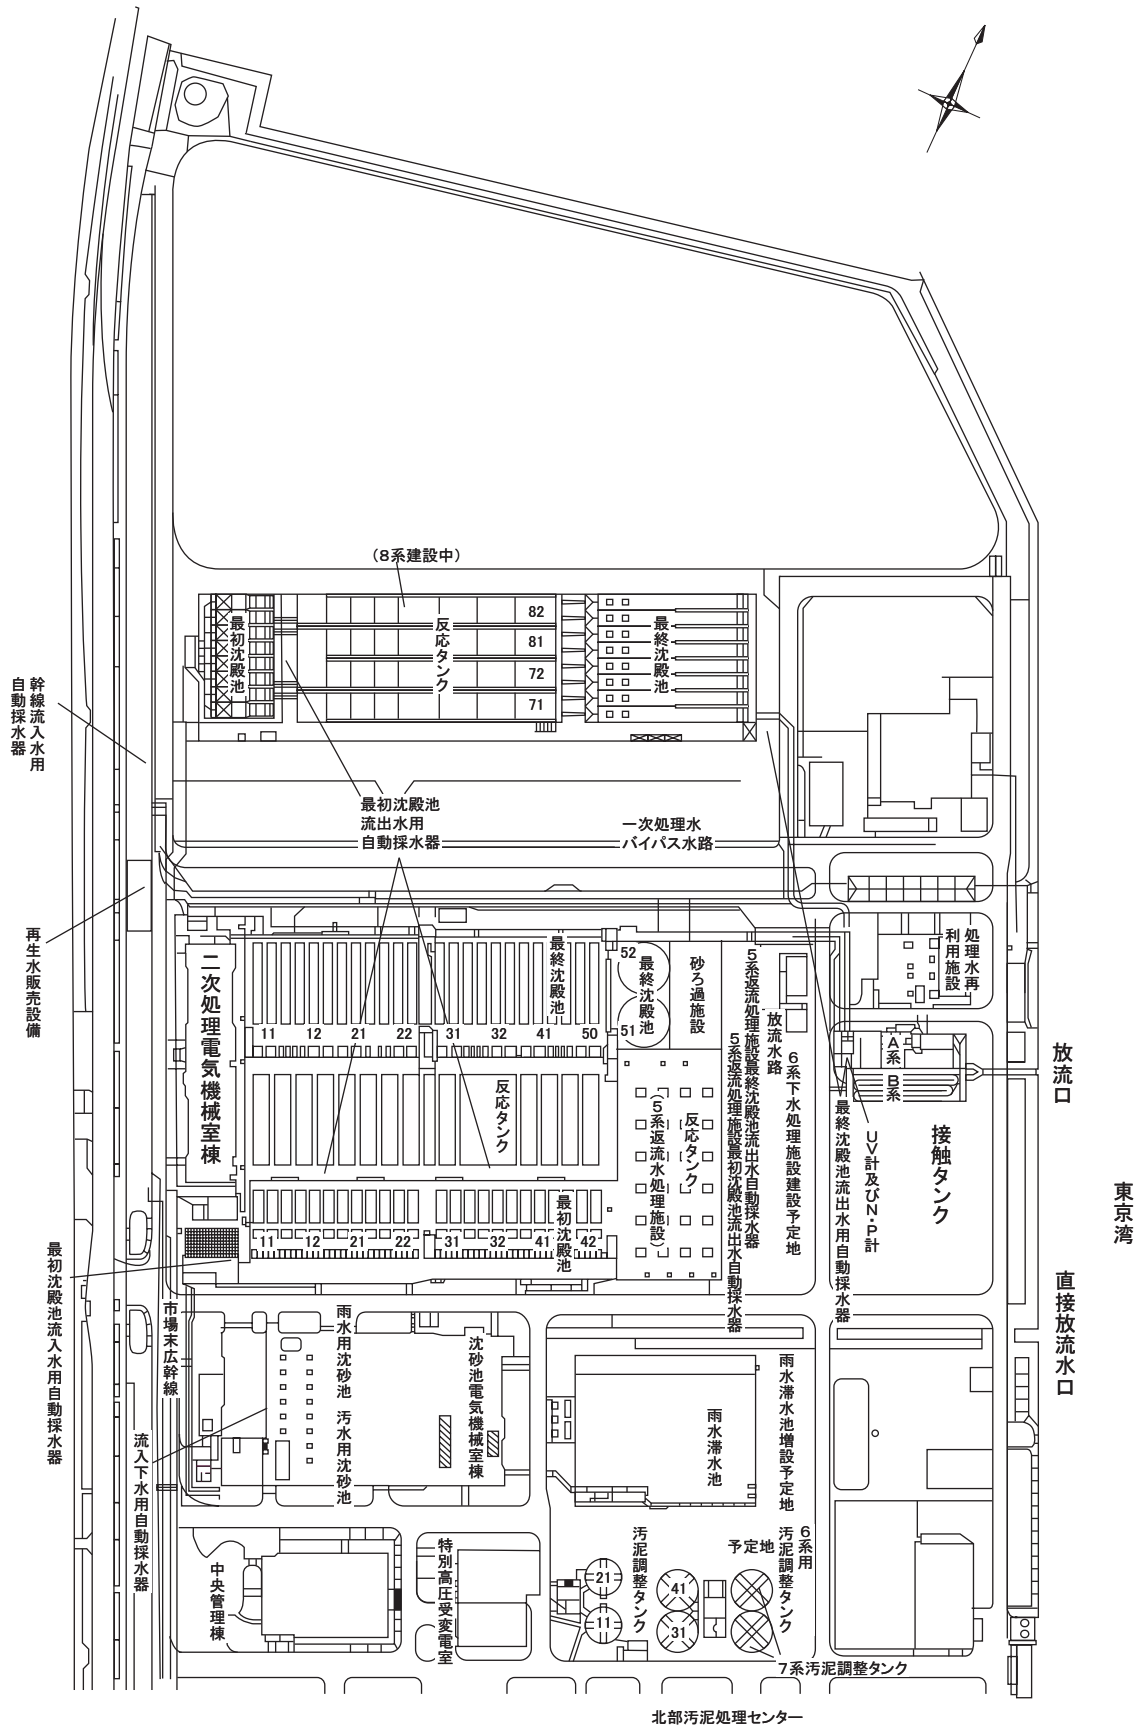 （８系建設中）
最初沈殿池
反応タンク
最終沈殿池
82
81
72
71
幹線流入水用
自動採水器
最初沈殿池
流出水用
自動採水器
一次処理水
バイパス水路
再生水販売設備
二次処理電気機械室棟
最終沈殿池
11
12
21
22
31
32
41
50
52
51
最終沈殿池
砂ろ過施設
５系返流処理施設最終沈殿池流出水自動採水器
５系返流処理施設最初沈殿池流出水自動採水器
放流水路
６系下水処理施設建設予定地
処理水再
利用施設
A系
B系
放流口
反応タンク
反応タンク
（５系返流水処理施設）
最終沈殿池流出水用自動採水器
UV計及びN・P計
接触タンク
東京湾
最初沈殿池
11
12
21
22
31
32
41
42
直接放流水口
最初沈殿池流入水用自動採水器
市場末広幹線
流入下水用自動採水器
雨水用沈砂池
汚水用沈砂池
沈砂池電気機械室棟
雨水滞水池
雨水滞水池増設予定地
中央管理棟
特別高圧受変電室
21
11
汚泥調整タンク
41
31
予定地
６系用
汚泥調整タンク
７系汚泥調整タンク
北部汚泥処理センター